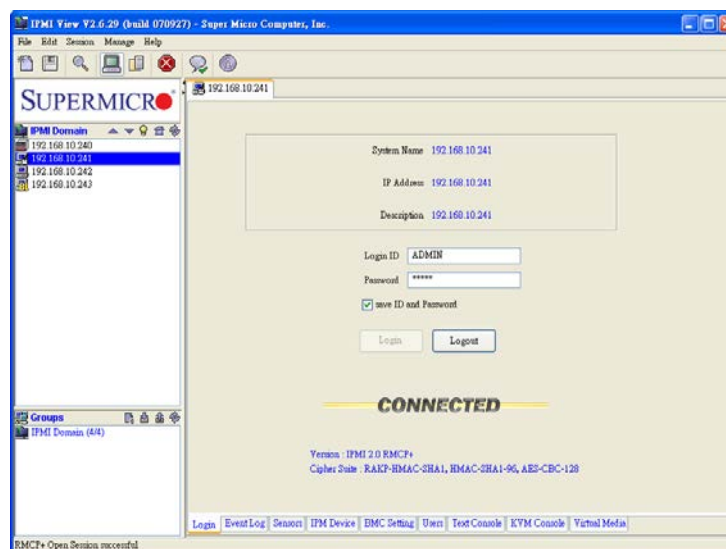 IPMI View V2.6.29 (build 070927) - Super Micro Computer, Inc.
File Edit Session Manage Help
SUPERMICRO
192.168.10.241
IPMI Domain
192.168.10.240
192.168.10.241
192.168.10.242
192.168.10.243
System Name 192.168.10.241
IP Address 192.168.10.241
Description 192.168.10.241
Login ID ADMIN
Password *****
save ID and Password
Login Logout
CONNECTED
Groups
IPMI Domain (4/4)
Version : IPMI 2.0 RMCP+
Cipher Suite : RAKP-HMAC-SHA1, HMAC-SHA1-96, AES-CBC-128
Login Event Log Sensors IPM Device BMC Setting Users Text Console KVM Console Virtual Media
RMCP+ Open Session successful